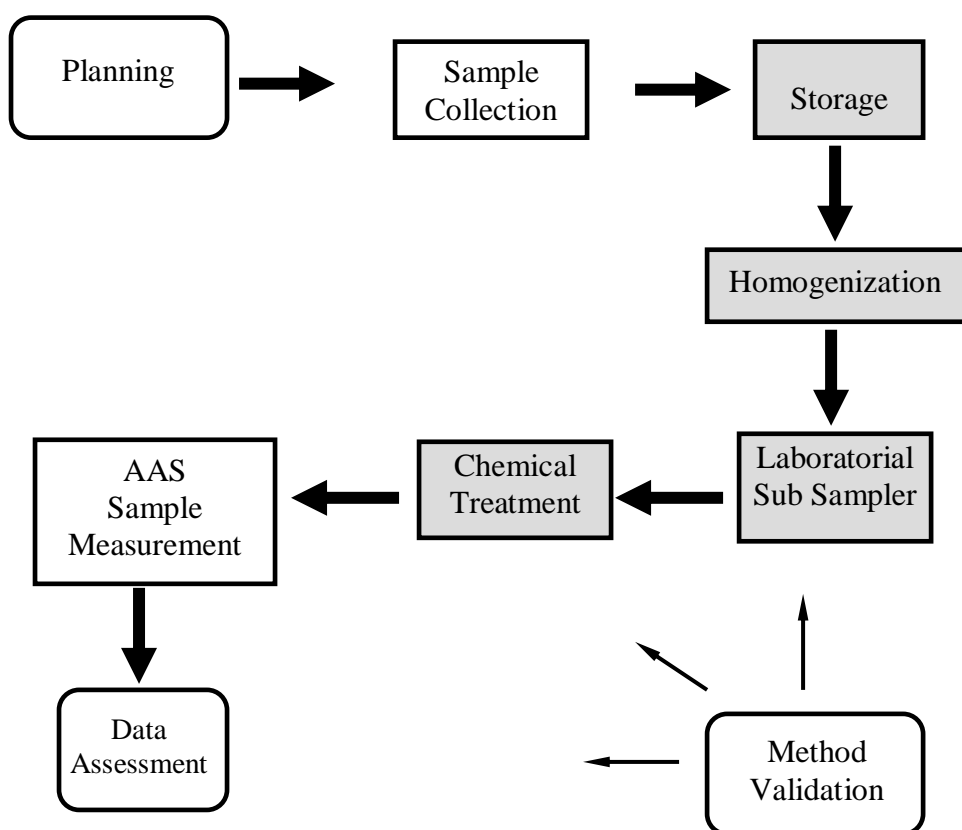 Planning
Sample
Collection
Storage
Homogenization
Laboratorial
Sub Sampler
Chemical
Treatment
AAS
Sample
Measurement
Data
Assessment
Method
Validation